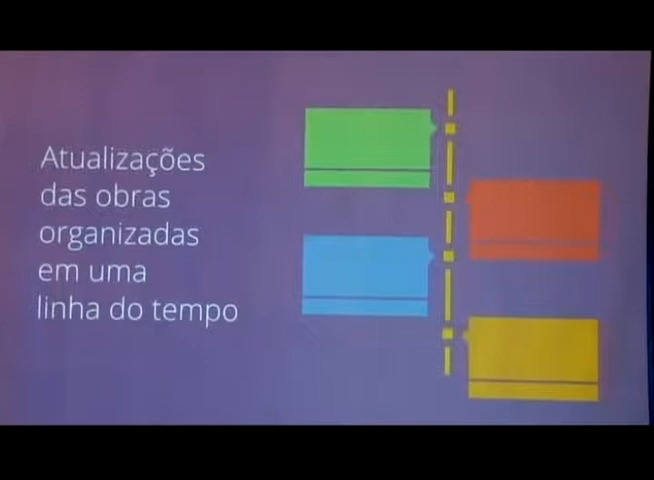 Atualizações
das obras
organizadas
em uma
linha do tempo